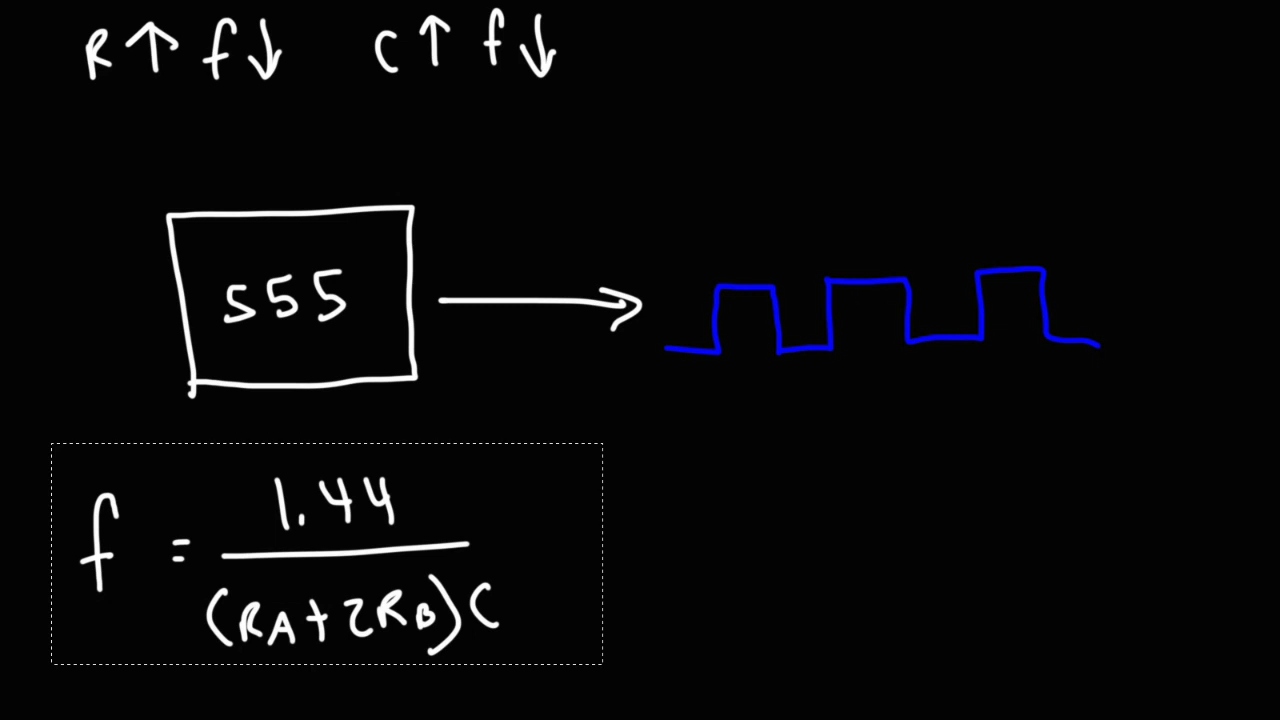 R↑ f↓ C↑ f↓
555
f = 1.44
(RA+2RB)C